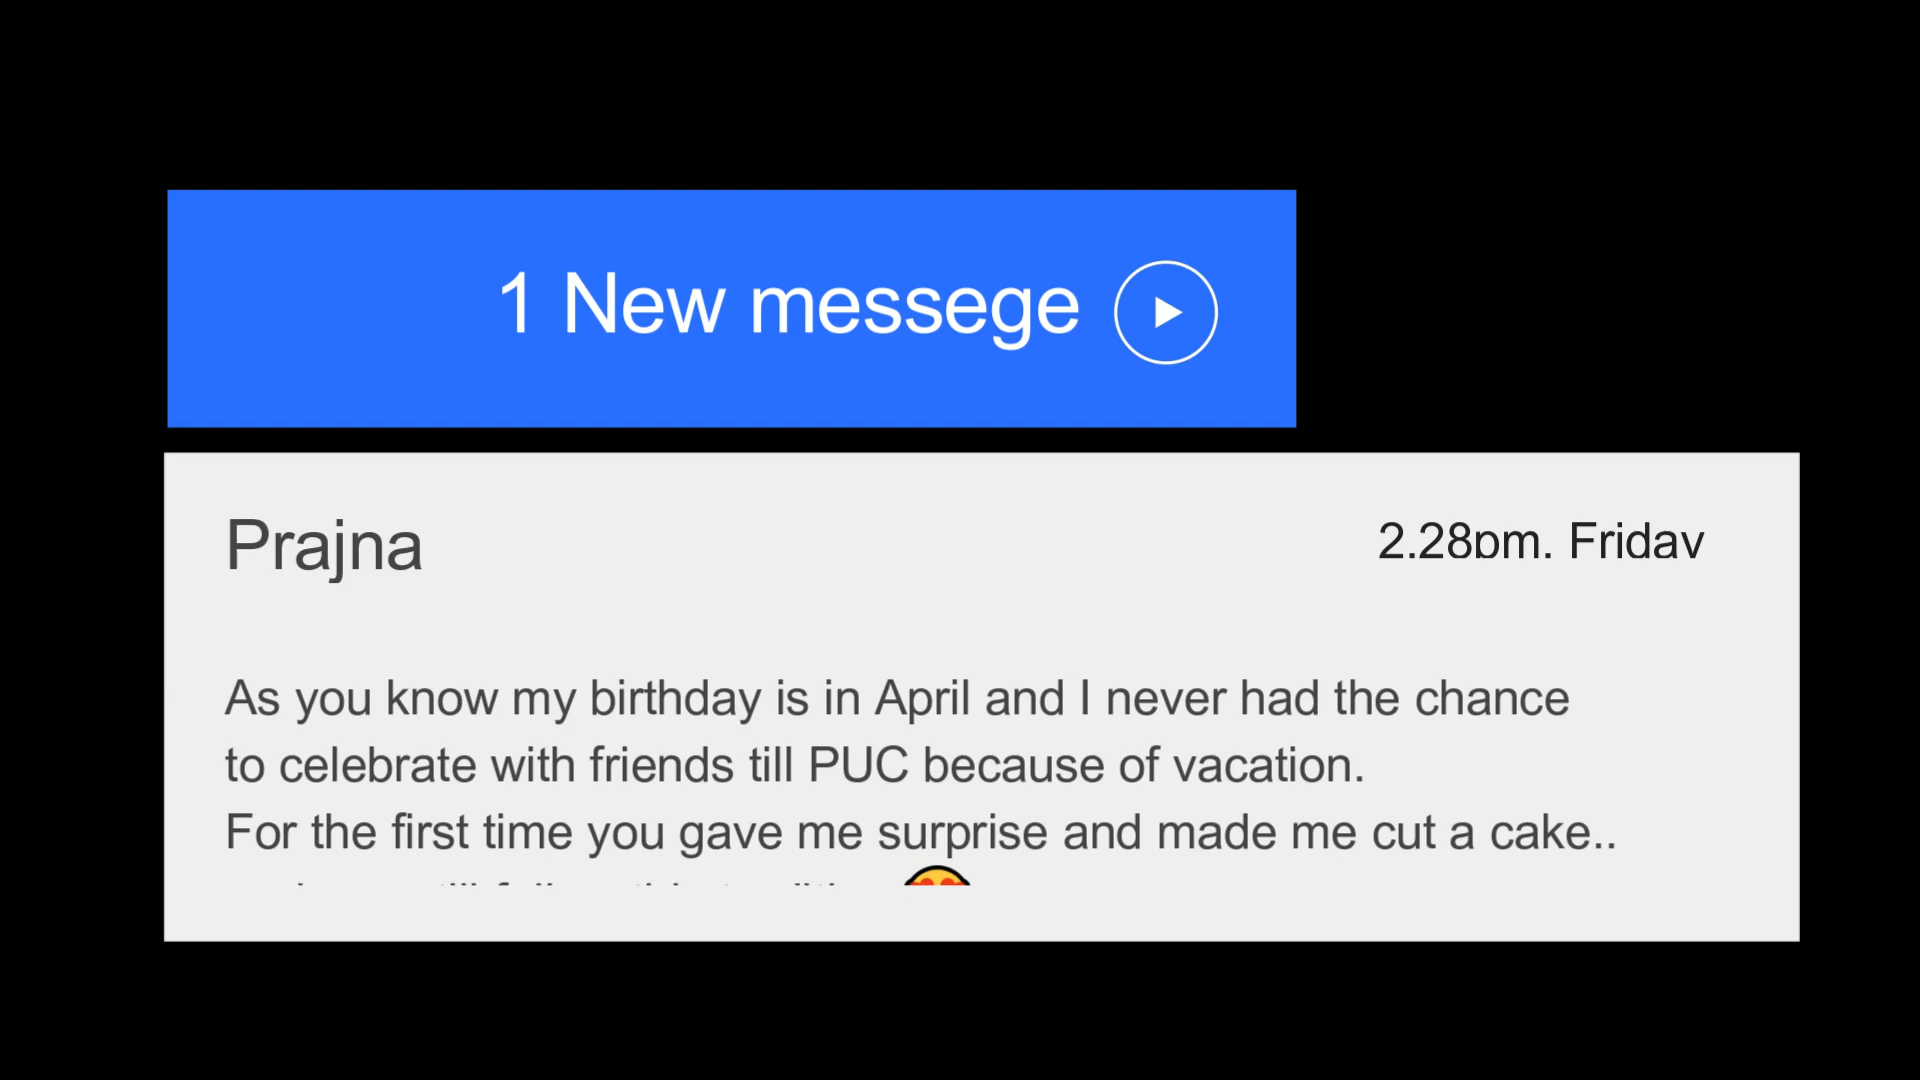 1 New messege
Prajna
2.28pm. Friday
As you know my birthday is in April and I never had the chance
to celebrate with friends till PUC because of vacation.
For the first time you gave me surprise and made me cut a cake..